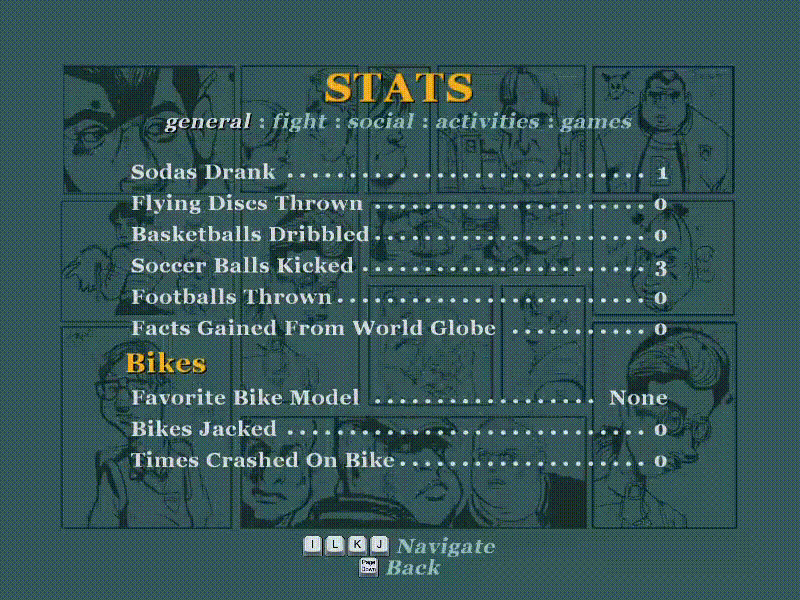 STATS
general : fight : social : activities : games
Sodas Drank ........................................ 1
Flying Discs Thrown ............................. 0
Basketballs Dribbled ............................. 0
Soccer Balls Kicked .............................. 3
Footballs Thrown ................................. 0
Facts Gained From World Globe ............ 0
Bikes
Favorite Bike Model ..................... None
Bikes Jacked ....................................... 0
Times Crashed On Bike .......................... 0
I L K J Navigate
Page Down Back